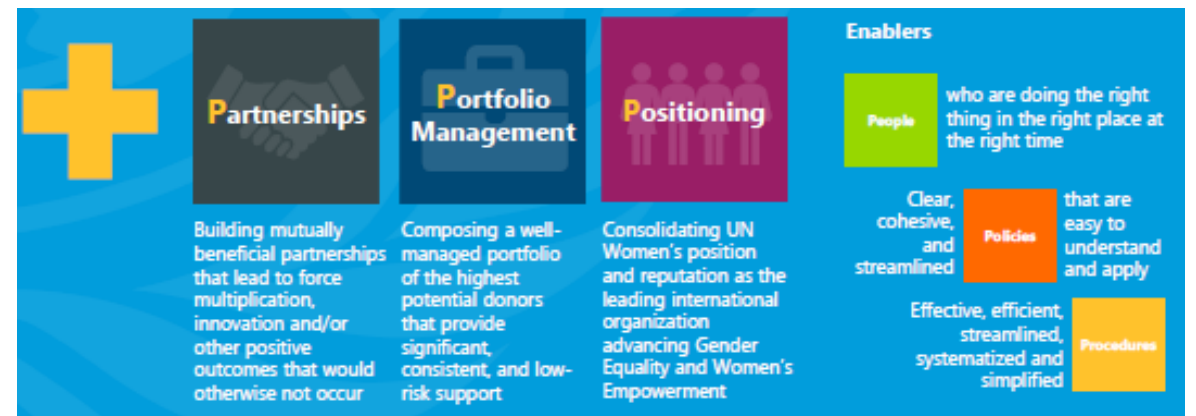 Partnerships
Building mutually
beneficial partnerships
that lead to force
multiplication,
innovation and/or
other positive
outcomes that would
otherwise not occur
Portfolio
Management
Composing a well-
managed portfolio
of the highest
potential donors
that provide
significant,
consistent, and low-
risk support
Positioning
Consolidating UN
Women's position
and reputation as the
leading international
organization
advancing Gender
Equality and Women's
Empowerment
Enablers
People
who are doing the right
thing in the right place at
the right time
Clear,
cohesive,
and
streamlined
Policies
that are
easy to
understand
and apply
Effective, efficient,
streamlined,
systematized and
simplified
Procedures